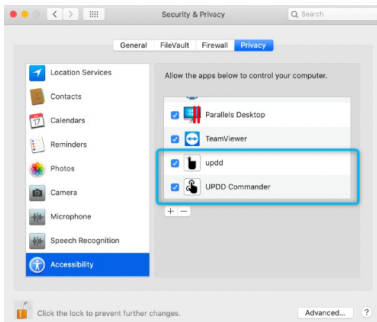 Security & Privacy
Search
General FileVault Firewall Privacy
Location Services
Contacts
17
Calendars
Reminders
Photos
Camera
Microphone
Speech Recognition
Accessibility
Allow the apps below to control your computer.
Parallels Desktop
TeamViewer
updd
UPDD Commander
+ −
Click the lock to prevent further changes.
Advanced... ?